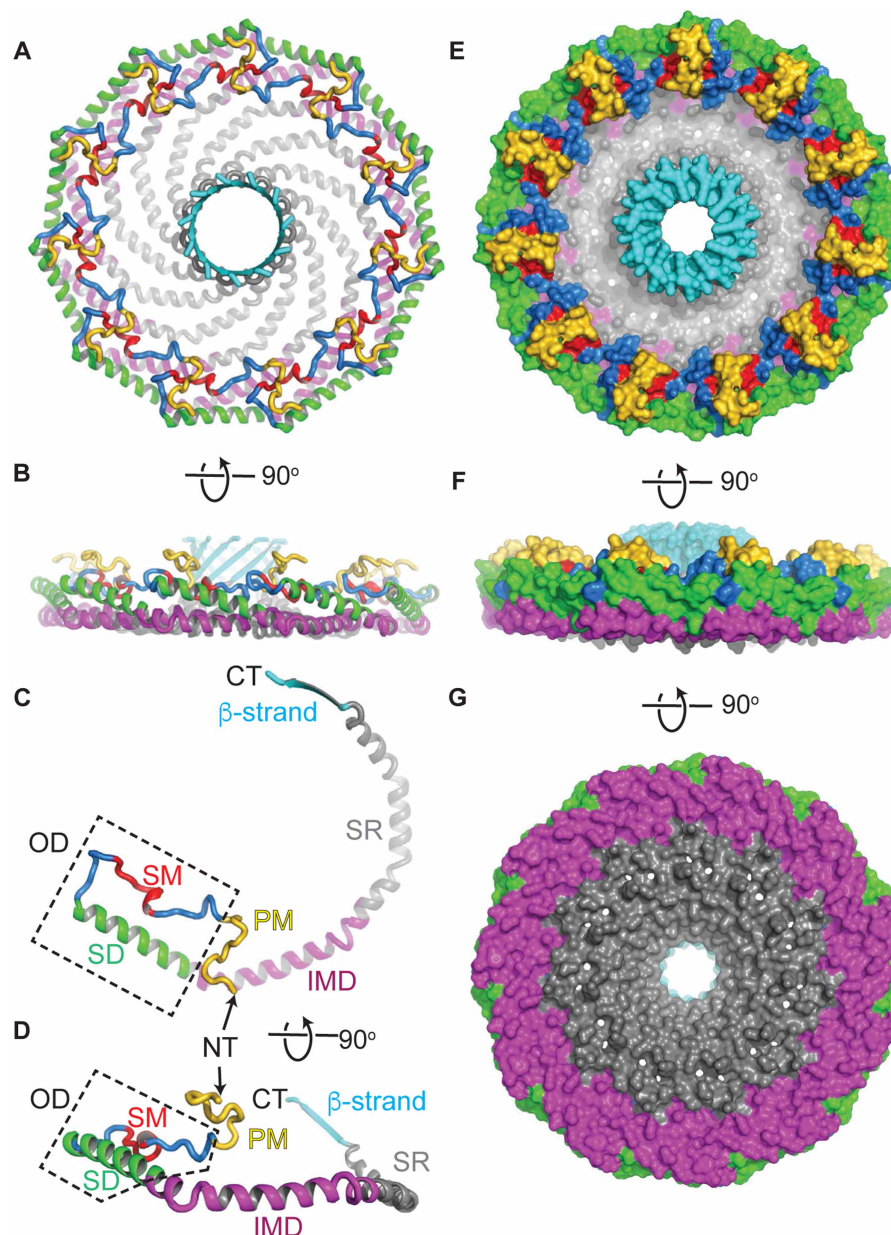 A
E
B
90°
F
90°
C
CT
β-strand
G
90°
SR
OD
SM
PM
SD
IMD
D
NT
90°
OD
CT
β-strand
SM
PM
SR
SD
IMD